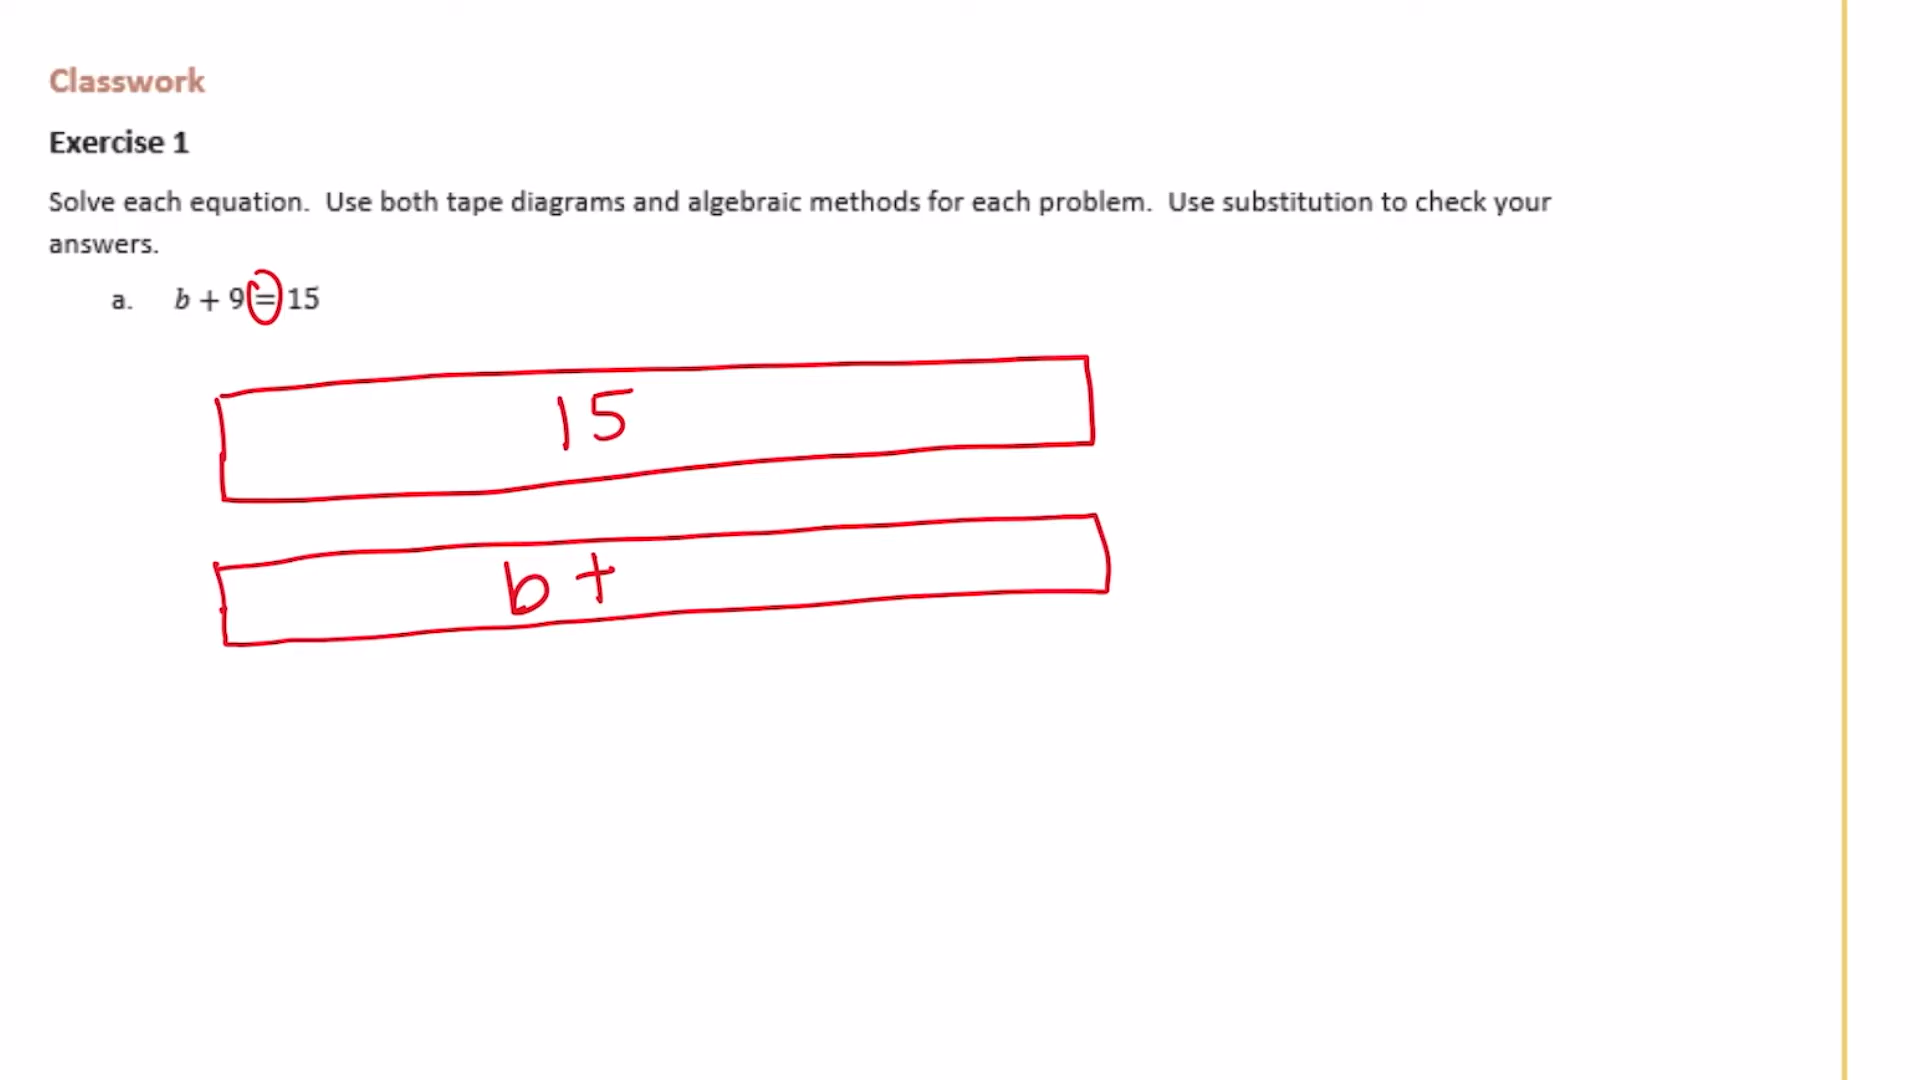 Classwork
Exercise 1
Solve each equation. Use both tape diagrams and algebraic methods for each problem. Use substitution to check your
answers.
a. b + 9 = 15
15
b +